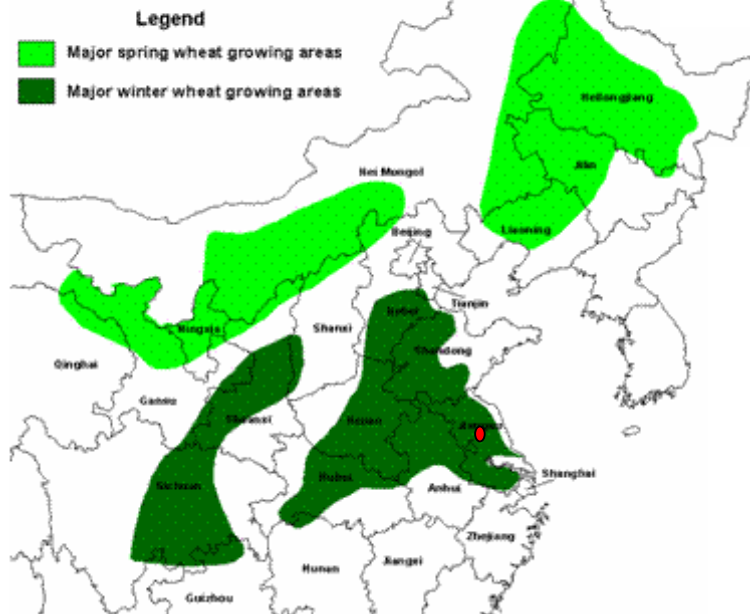 Legend
Major spring wheat growing areas
Major winter wheat growing areas
Heilongjiang
Jilin
Nei Mongol
Liaoning
Beijing
Tianjin
Hebei
Ningxia
Shanxi
Shandong
Qinghai
Gansu
Shaanxi
Henan
Jiangsu
Shanghai
Hubei
Sichuan
Anhui
Zhejiang
Jiangxi
Hunan
Guizhou